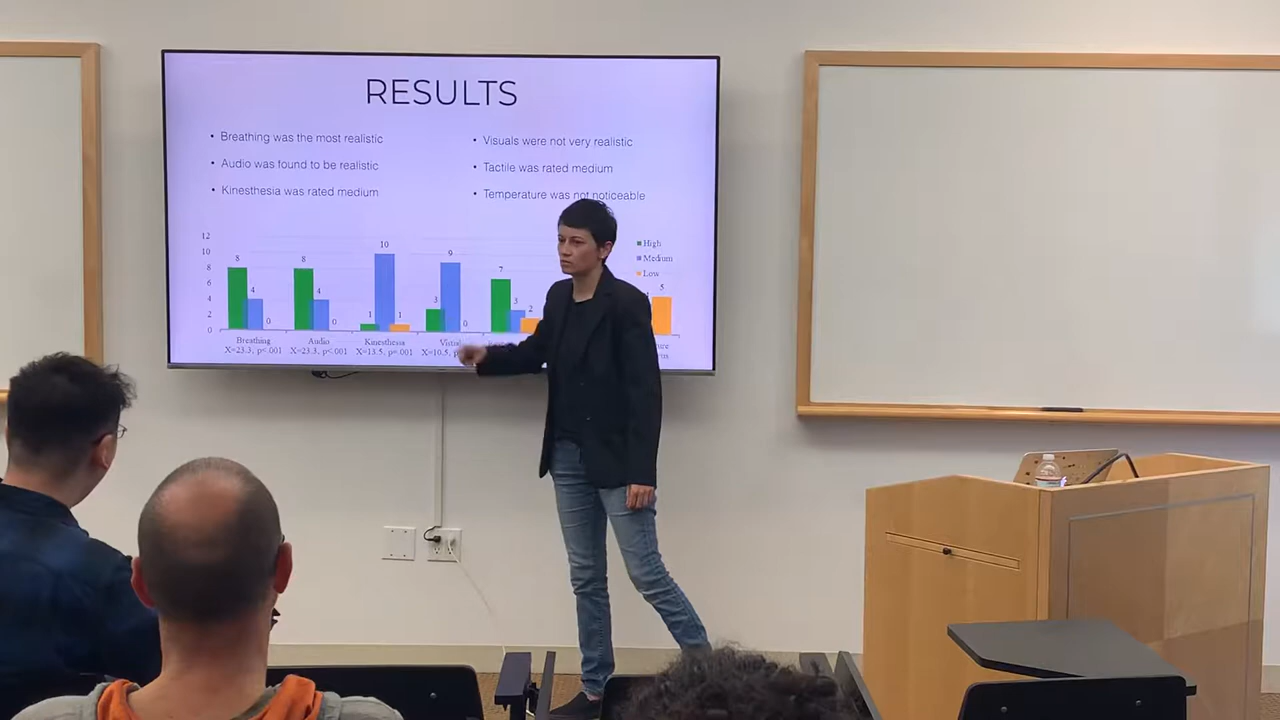 RESULTS
• Breathing was the most realistic
• Audio was found to be realistic
• Kinesthesia was rated medium
• Visuals were not very realistic
• Tactile was rated medium
• Temperature was not noticeable
12
10
8
6
4
2
0
8
4
0
8
4
0
1
10
1
3
9
0
7
3
2
5
High
Medium
Low
Breathing
Audio
Kinesthesia
X=23.3, p<.001
X=23.3, p<.001
X=13.5, p<.001
X=10.5,